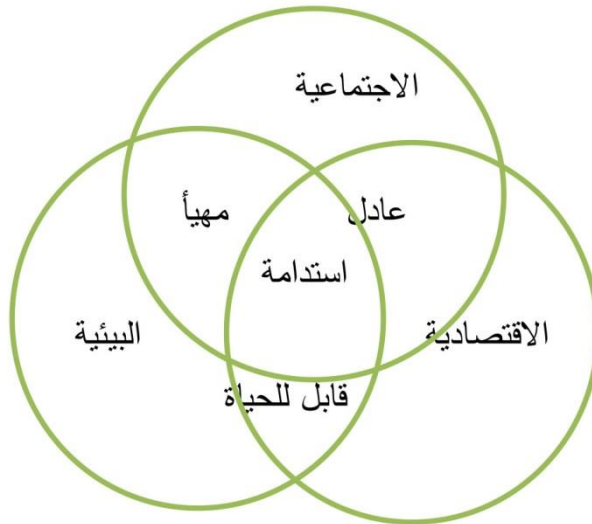 الاجتماعية
عادل
مهيأ
استدامة
الاقتصادية
البيئية
قابل للحياة